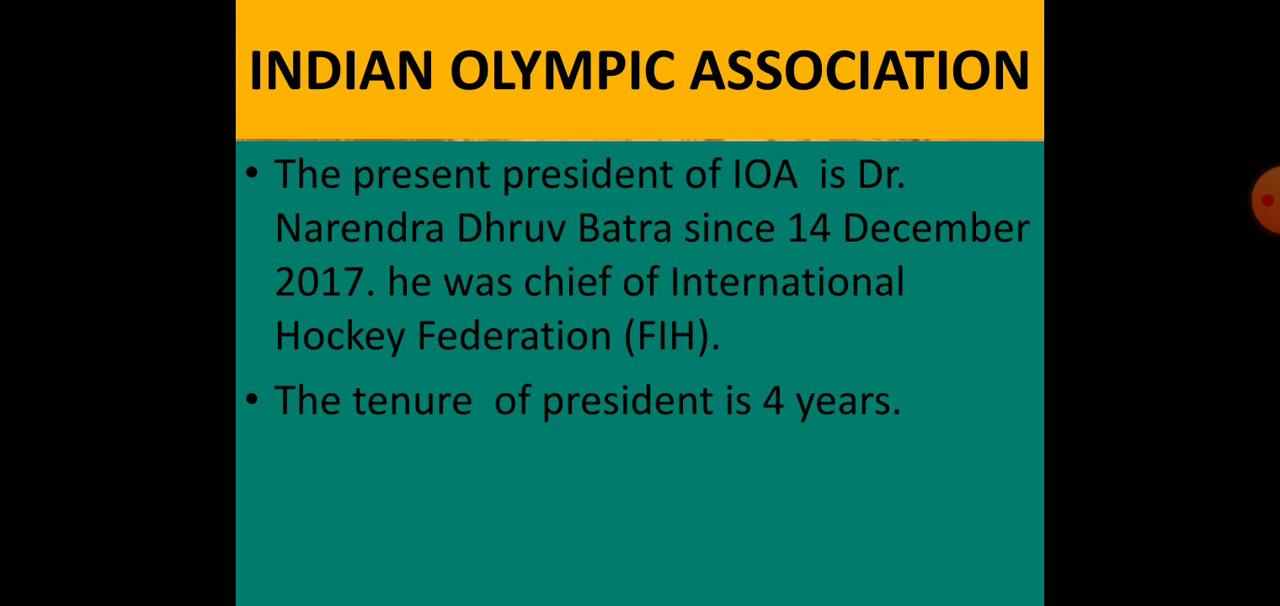 INDIAN OLYMPIC ASSOCIATION
• The present president of IOA  is Dr.
Narendra Dhruv Batra since 14 December
2017. he was chief of International
Hockey Federation (FIH).
• The tenure  of president is 4 years.